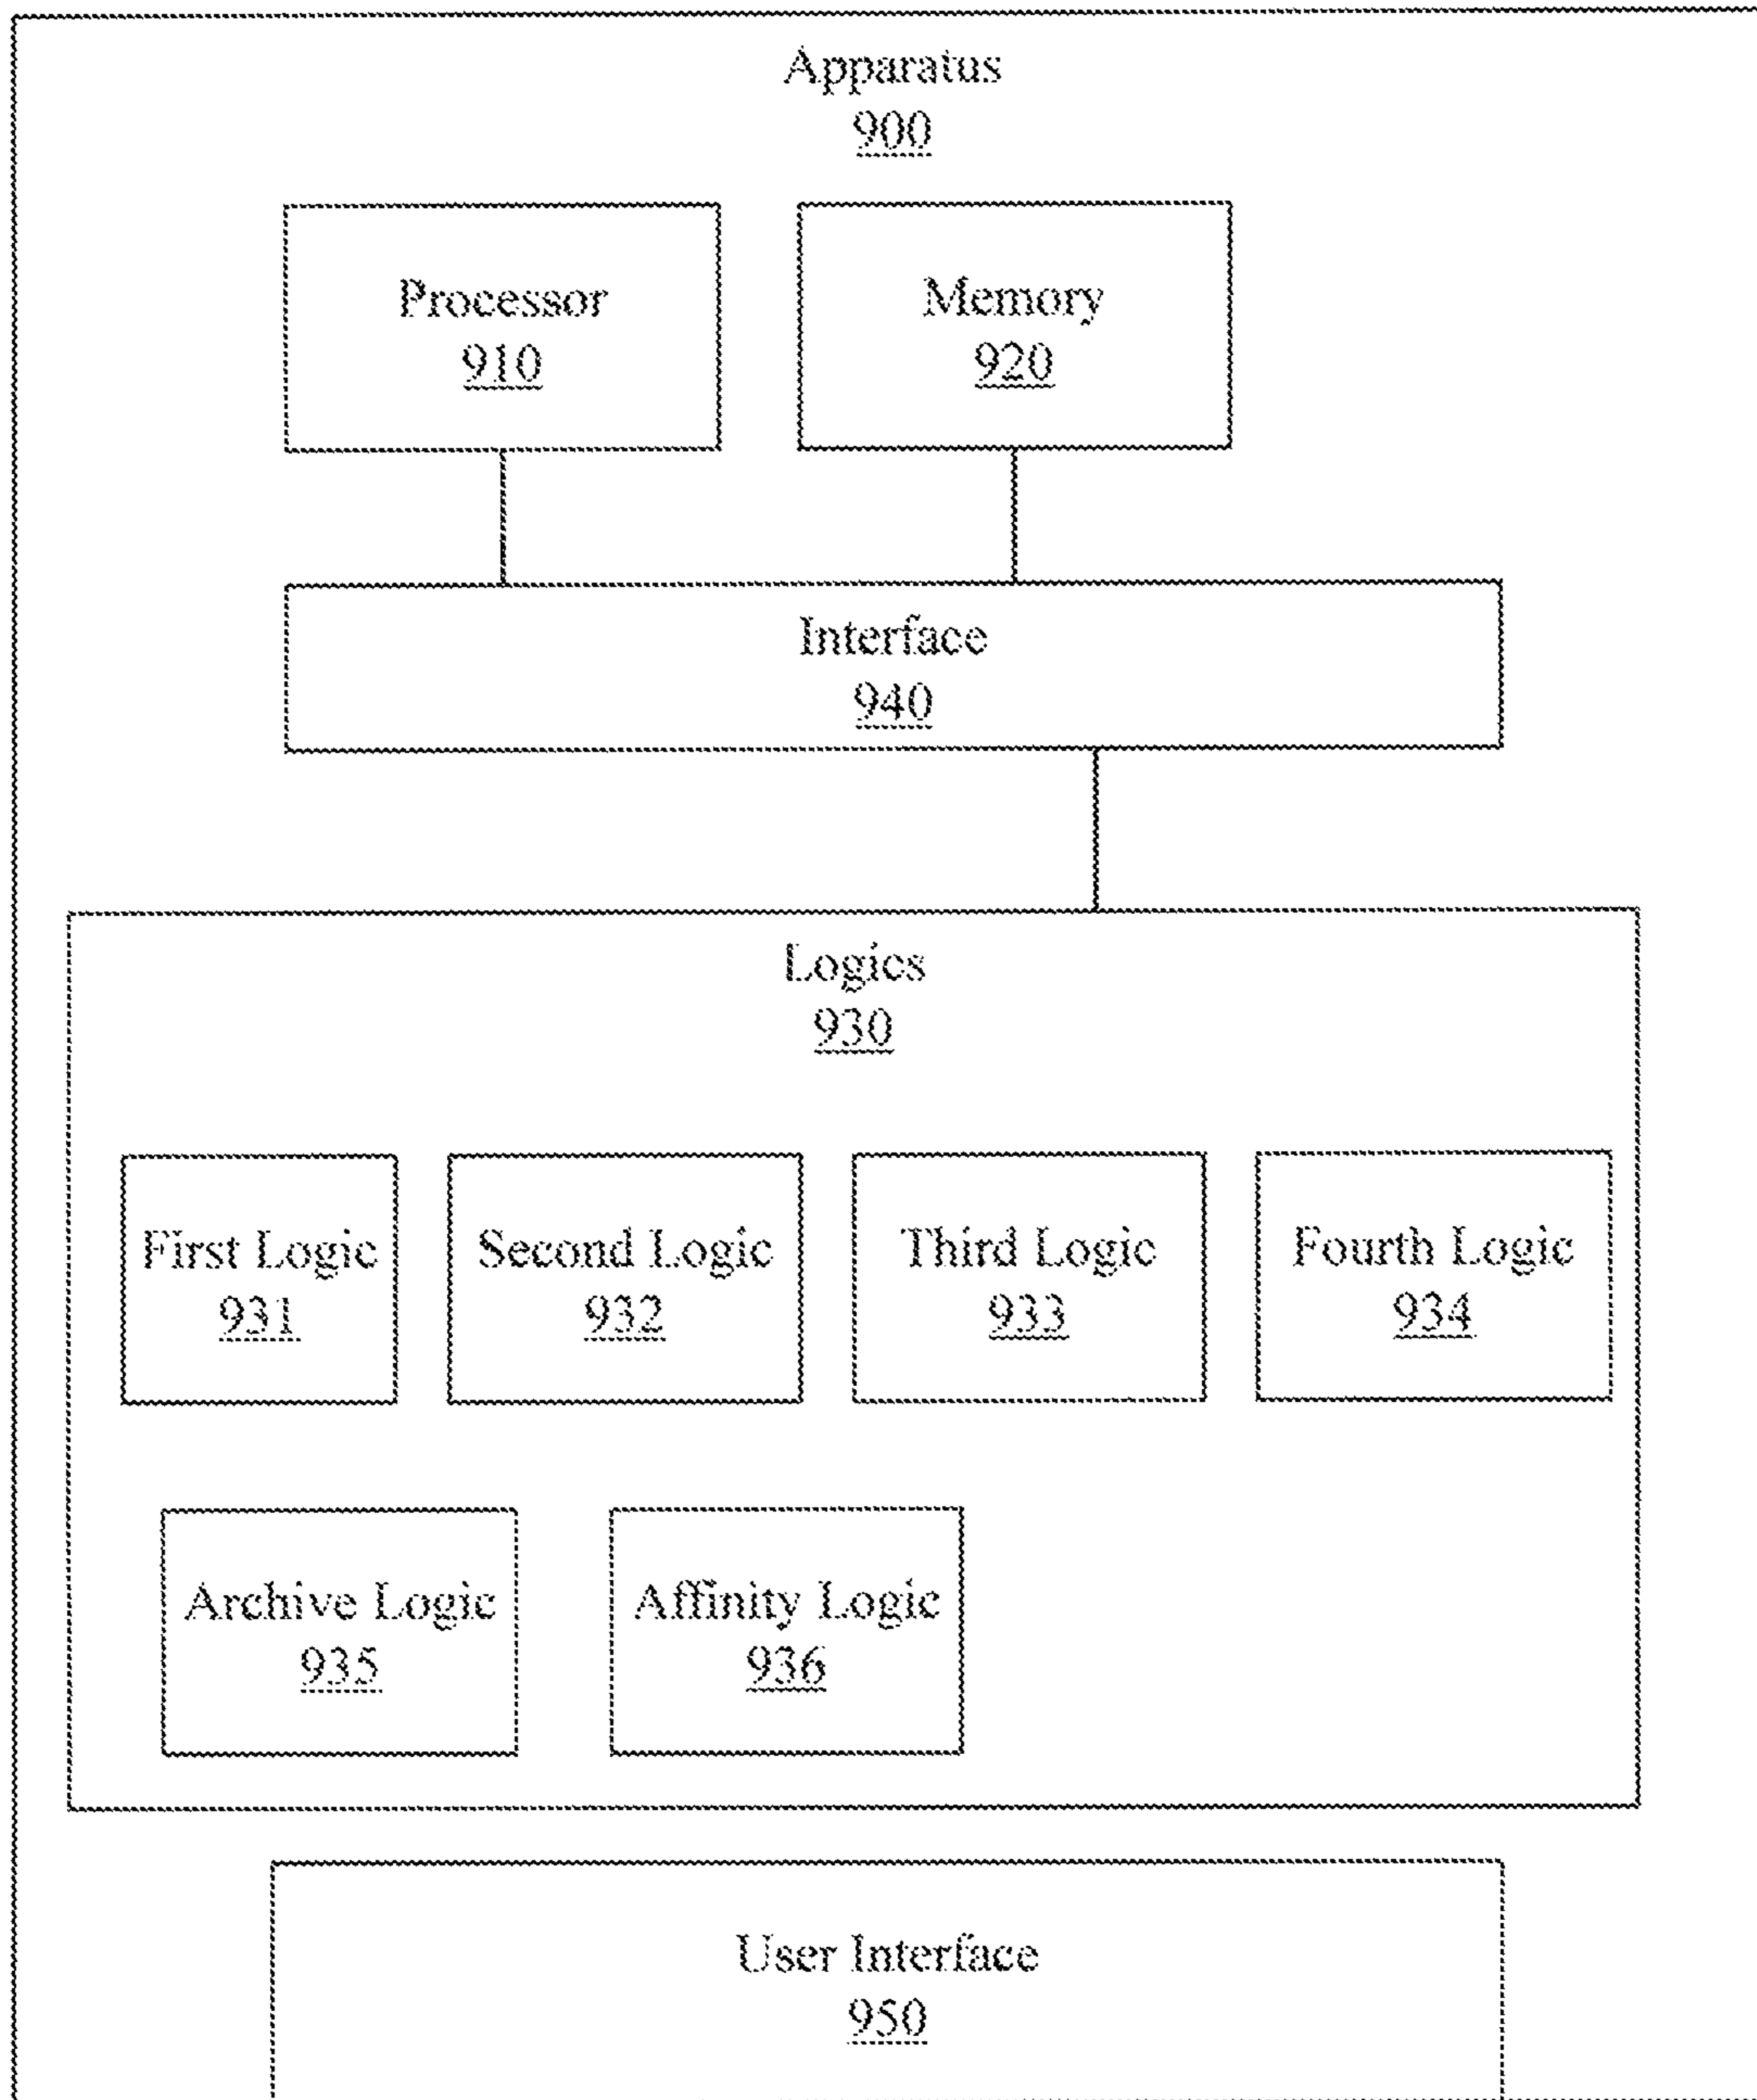 Apparatus
900
Processor
910
Memory
920
Interface
940
Logics
930
First Logic
931
Second Logic
932
Third Logic
933
Fourth Logic
934
Archive Logic
935
Affinity Logic
936
User Interface
950